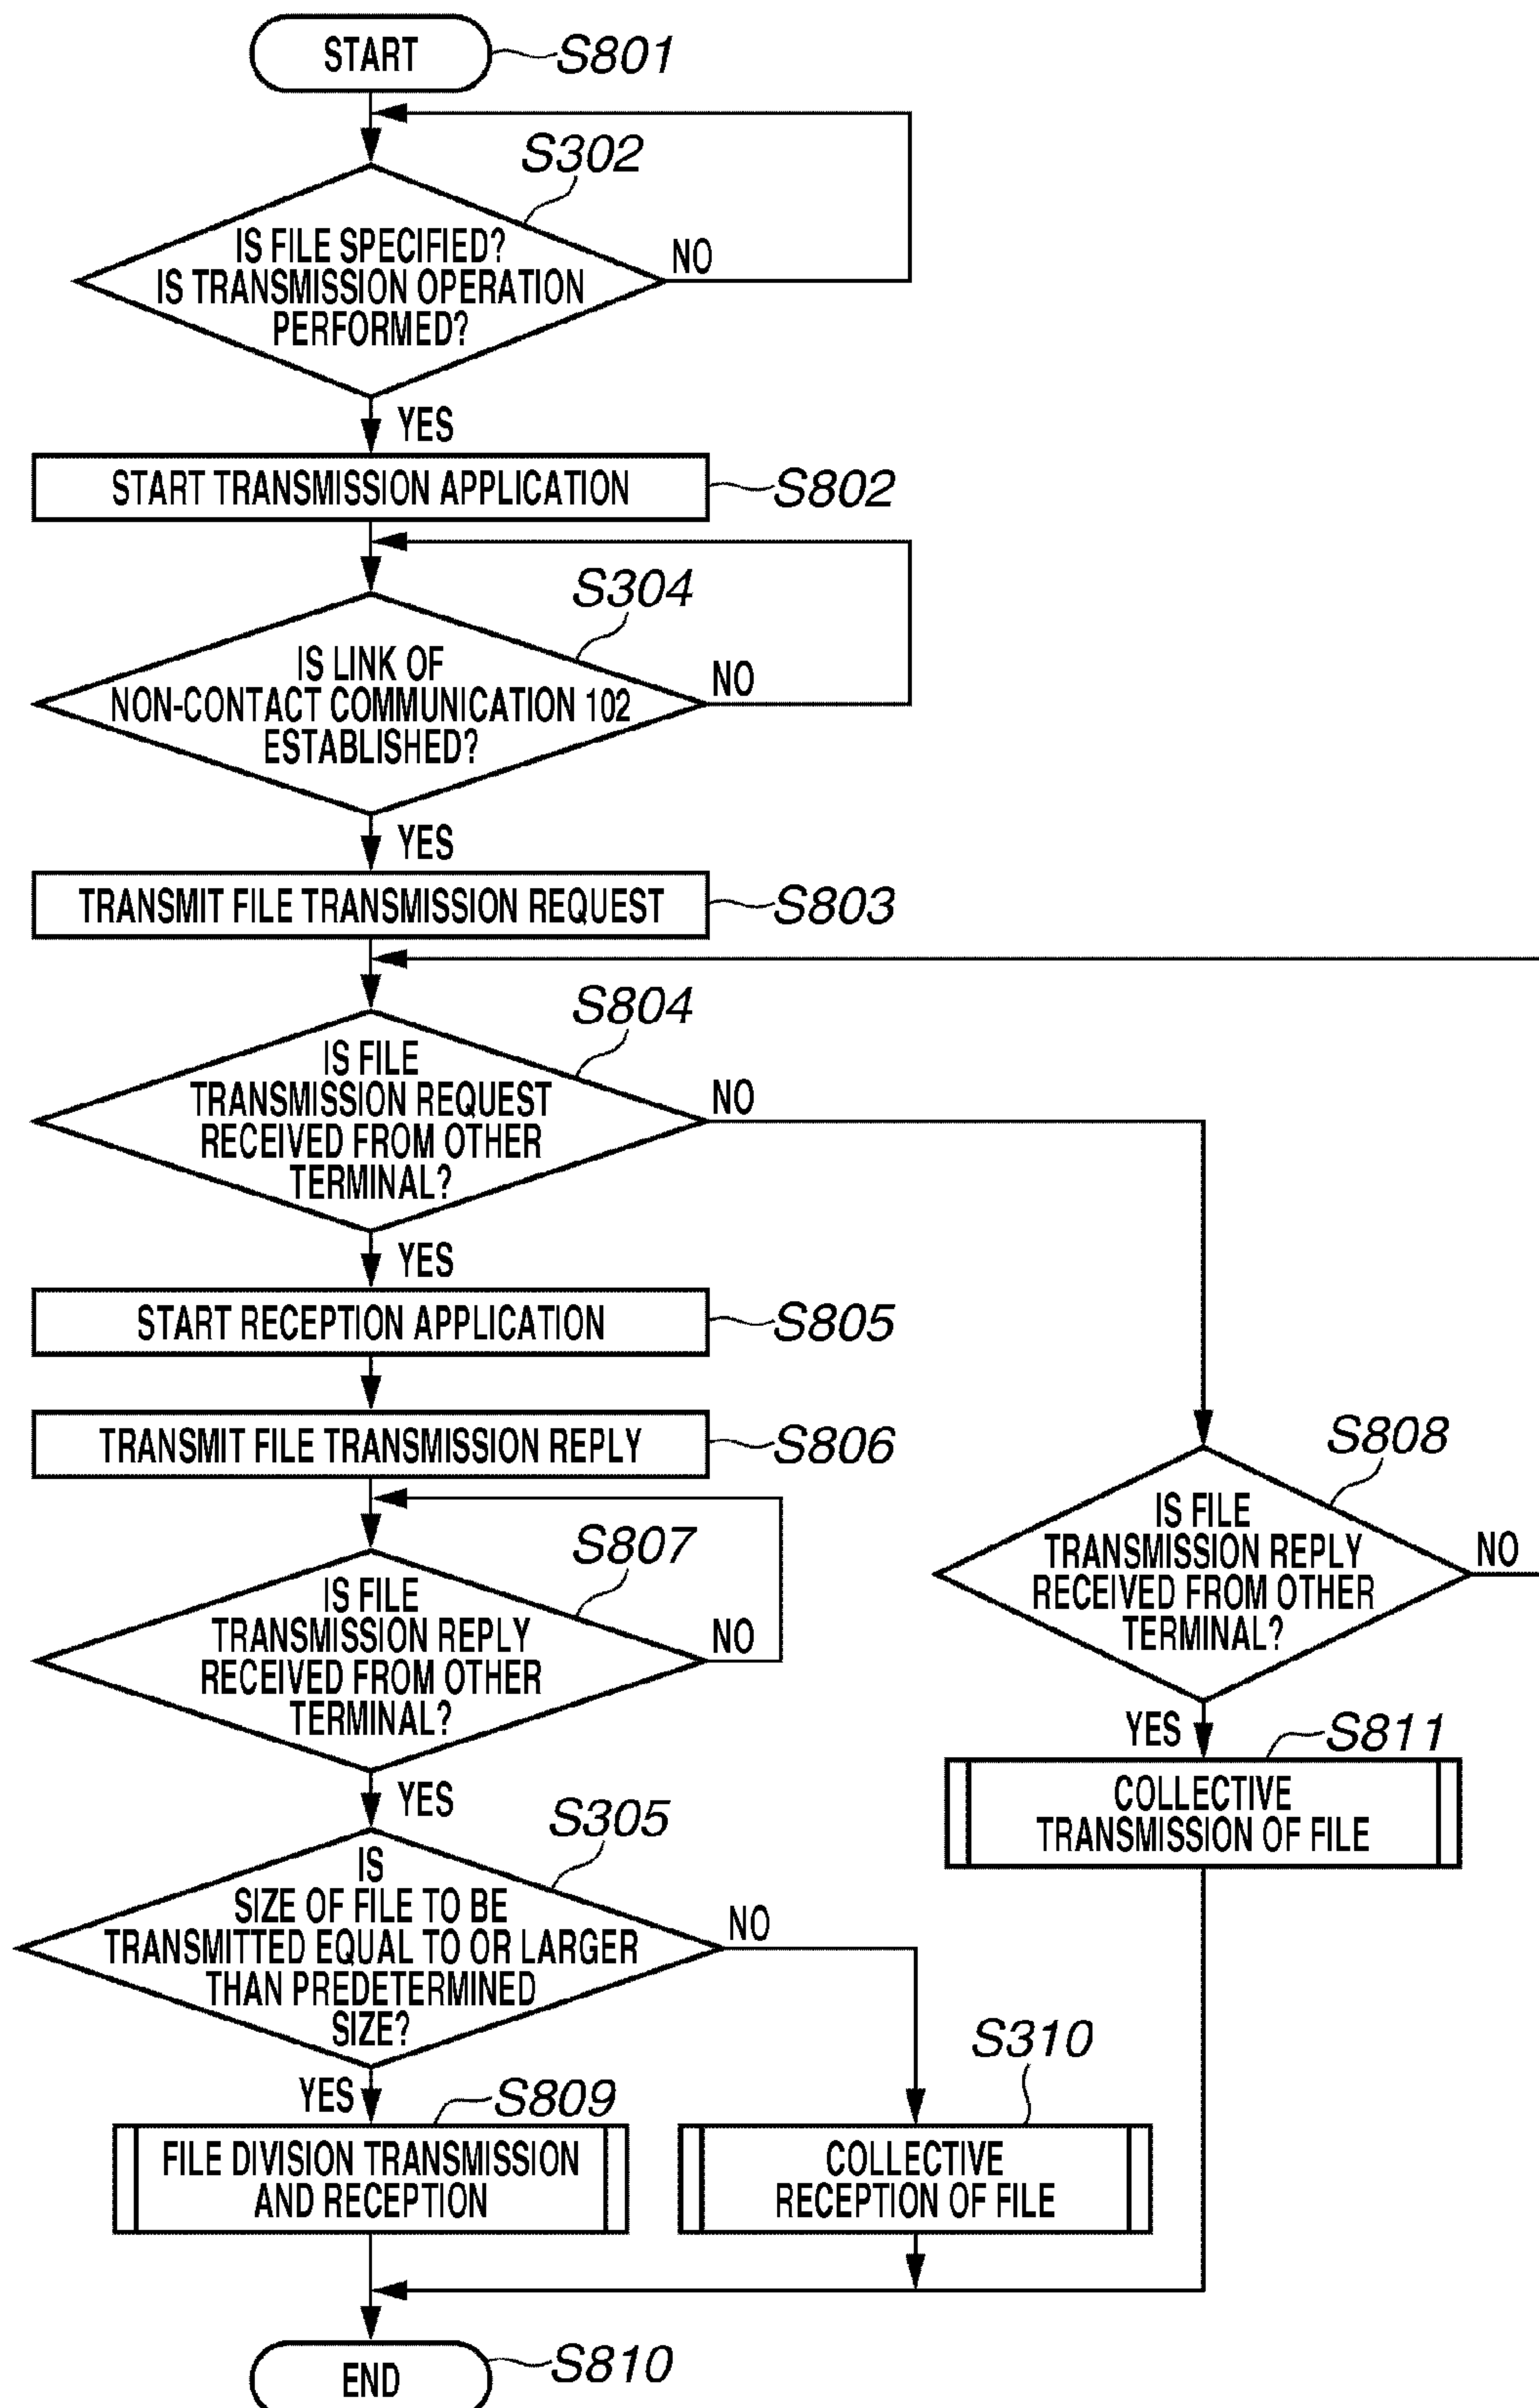 START
S801
S302
IS FILE SPECIFIED?
IS TRANSMISSION OPERATION
PERFORMED?
NO
YES
START TRANSMISSION APPLICATION
S802
S304
IS LINK OF
NON-CONTACT COMMUNICATION 102
ESTABLISHED?
NO
YES
TRANSMIT FILE TRANSMISSION REQUEST
S803
S804
IS FILE
TRANSMISSION REQUEST
RECEIVED FROM OTHER
TERMINAL?
NO
YES
START RECEPTION APPLICATION
S805
TRANSMIT FILE TRANSMISSION REPLY
S806
S807
IS FILE
TRANSMISSION REPLY
RECEIVED FROM OTHER
TERMINAL?
NO
YES
S808
IS FILE
TRANSMISSION REPLY
RECEIVED FROM OTHER
TERMINAL?
NO
YES
S811
COLLECTIVE
TRANSMISSION OF FILE
S305
IS
SIZE OF FILE TO BE
TRANSMITTED EQUAL TO OR LARGER
THAN PREDETERMINED
SIZE?
NO
YES
S809
FILE DIVISION TRANSMISSION
AND RECEPTION
S310
COLLECTIVE
RECEPTION OF FILE
END
S810